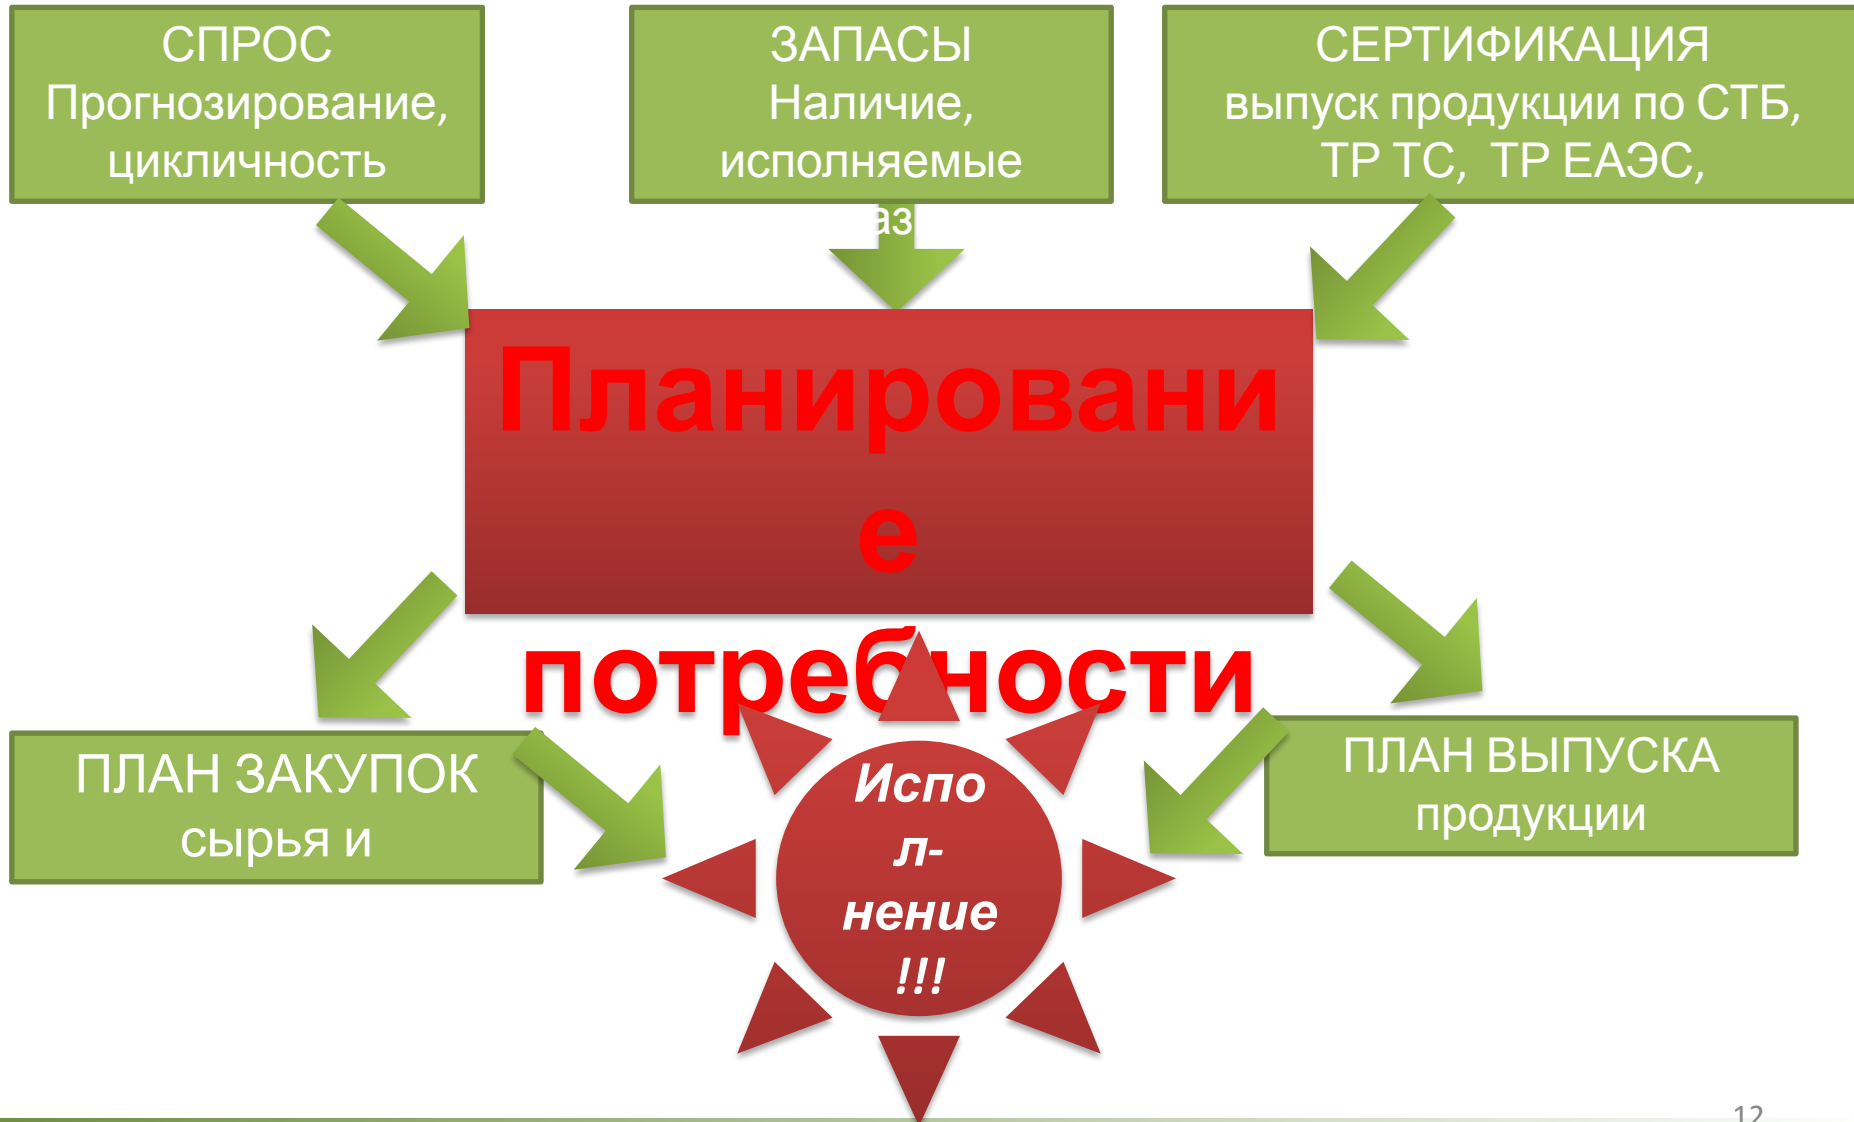 СПРОС
Прогнозирование,
цикличность
ЗАПАСЫ
Наличие,
исполняемые
аз
СЕРТИФИКАЦИЯ
выпуск продукции по СТБ,
ТР ТС, ТР ЕАЭС,
Планировани
е
потребности
ПЛАН ЗАКУПОК
сырья и
Испо
л-
нение
!!!
ПЛАН ВЫПУСКА
продукции
12